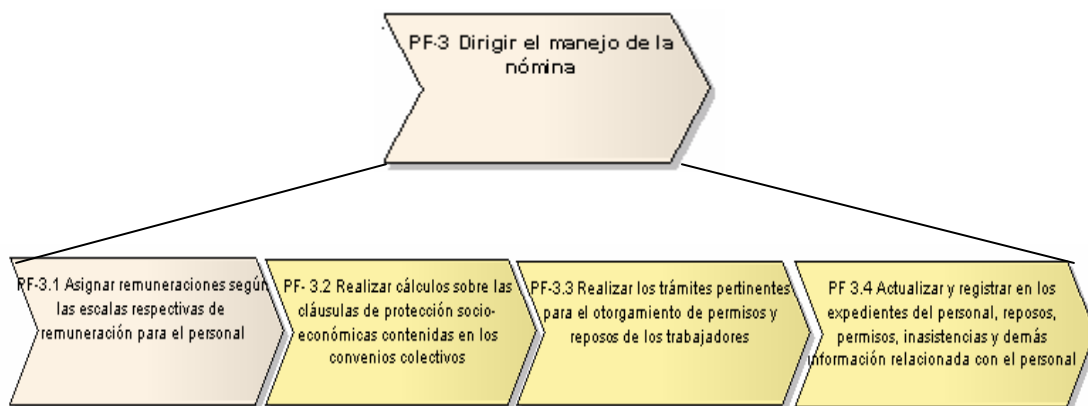 PF-3 Dirigir el manejo de la
nómina
PF-3.1 Asignar remuneraciones según
las escalas respectivas de
remuneración para el personal
PF- 3.2 Realizar cálculos sobre las
cláusulas de protección socio-
económicas contenidas en los
convenios colectivos
PF-3.3 Realizar los trámites pertinentes
para el otorgamiento de permisos y
reposos de los trabajadores
PF 3.4 Actualizar y registrar en los
expedientes del personal, reposos,
permisos, inasistencias y demás
información relacionada con el personal